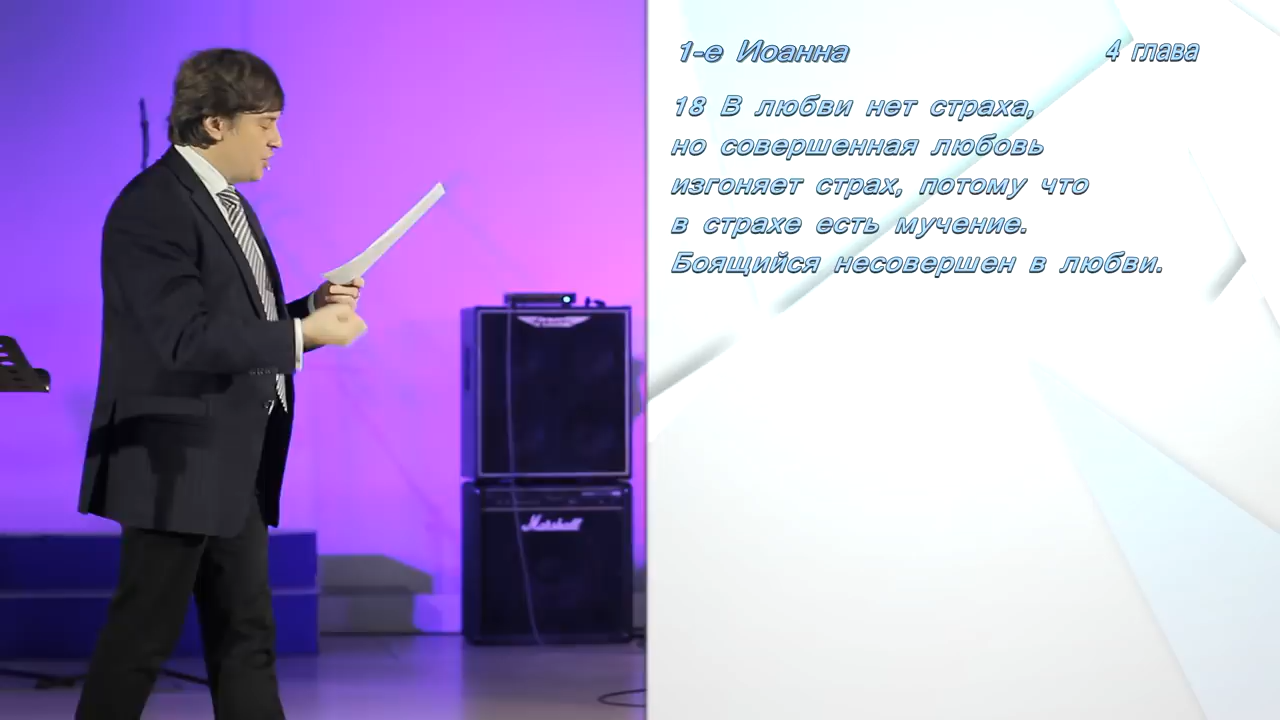 1-е Иоанна 4 глава
18 В любви нет страха,
но совершенная любовь
изгоняет страх, потому что
в страхе есть мучение.
Боящийся несовершен в любви.
Marshall